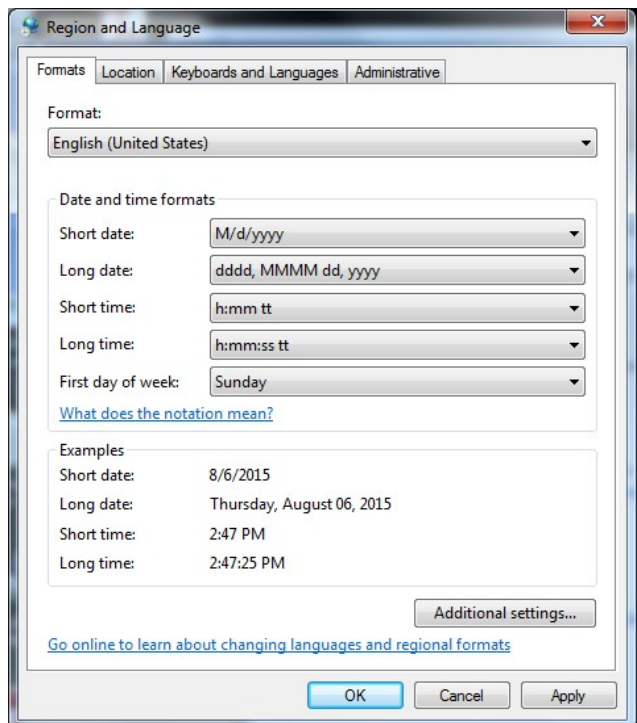 Region and Language
Formats Location Keyboards and Languages Administrative
Format:
English (United States)
Date and time formats
Short date: M/d/yyyy
Long date: dddd, MMMM dd, yyyy
Short time: h:mm tt
Long time: h:mm:ss tt
First day of week: Sunday
What does the notation mean?
Examples
Short date: 8/6/2015
Long date: Thursday, August 06, 2015
Short time: 2:47 PM
Long time: 2:47:25 PM
Additional settings...
Go online to learn about changing languages and regional formats
OK Cancel Apply